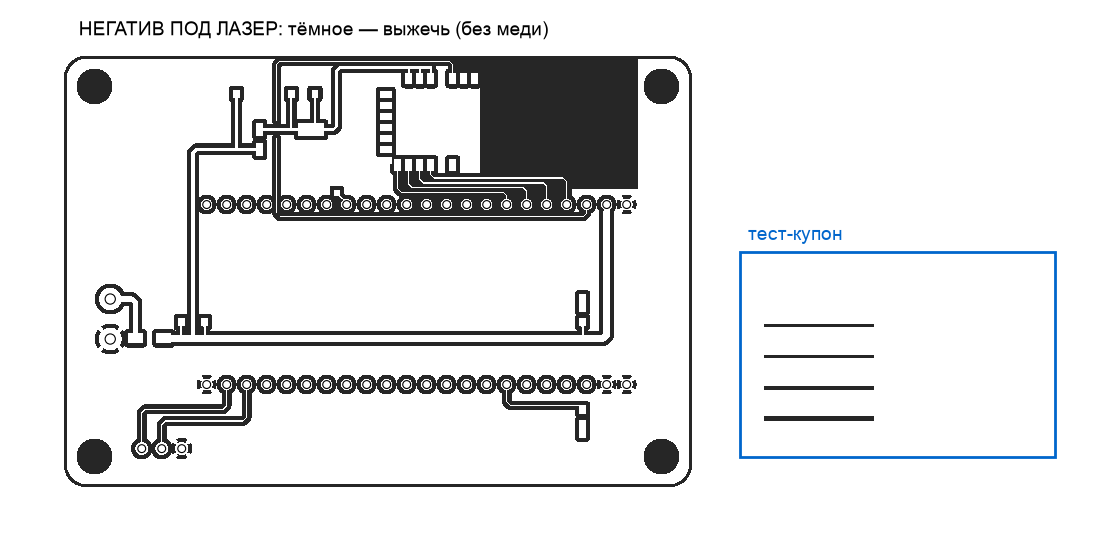 НЕГАТИВ ПОД ЛАЗЕР: тёмное — выжечь (без меди)
тест-купон